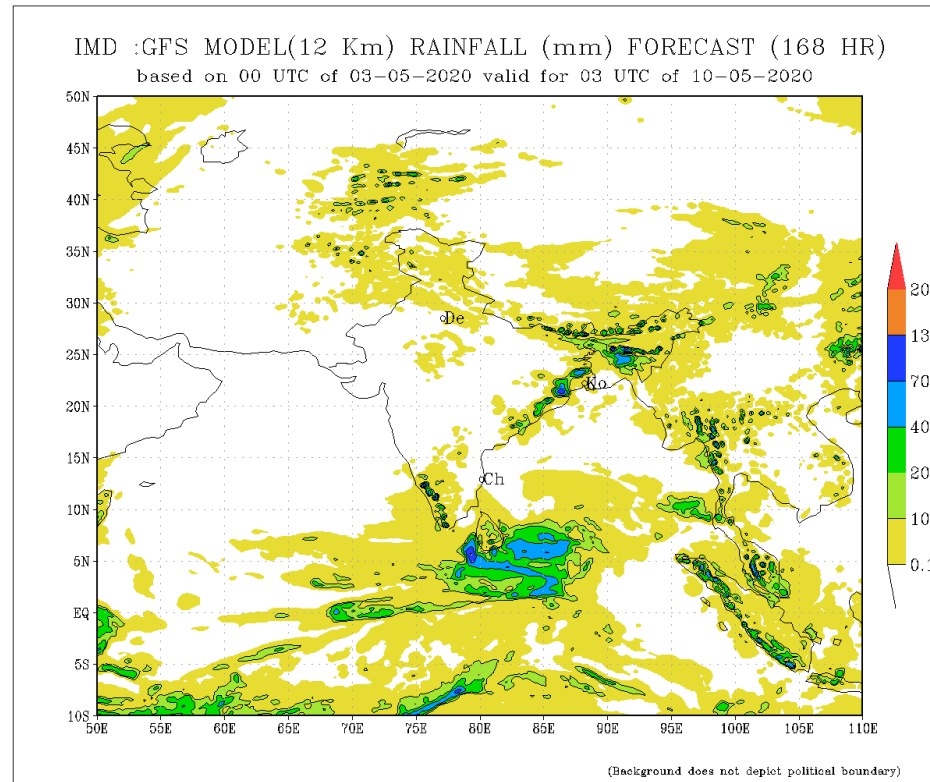 IMD :GFS MODEL(12 Km) RAINFALL (mm) FORECAST (168 HR)
based on 00 UTC of 03-05-2020 valid for 03 UTC of 10-05-2020
50N
45N
40N
35N
30N
25N
20N
15N
10N
5N
EQ
5S
10S
De
Ko
Ch
20
13
70
40
20
10
0.1
50E 55E 60E 65E 70E 75E 80E 85E 90E 95E 100E 105E 110E
(Background does not depict political boundary)